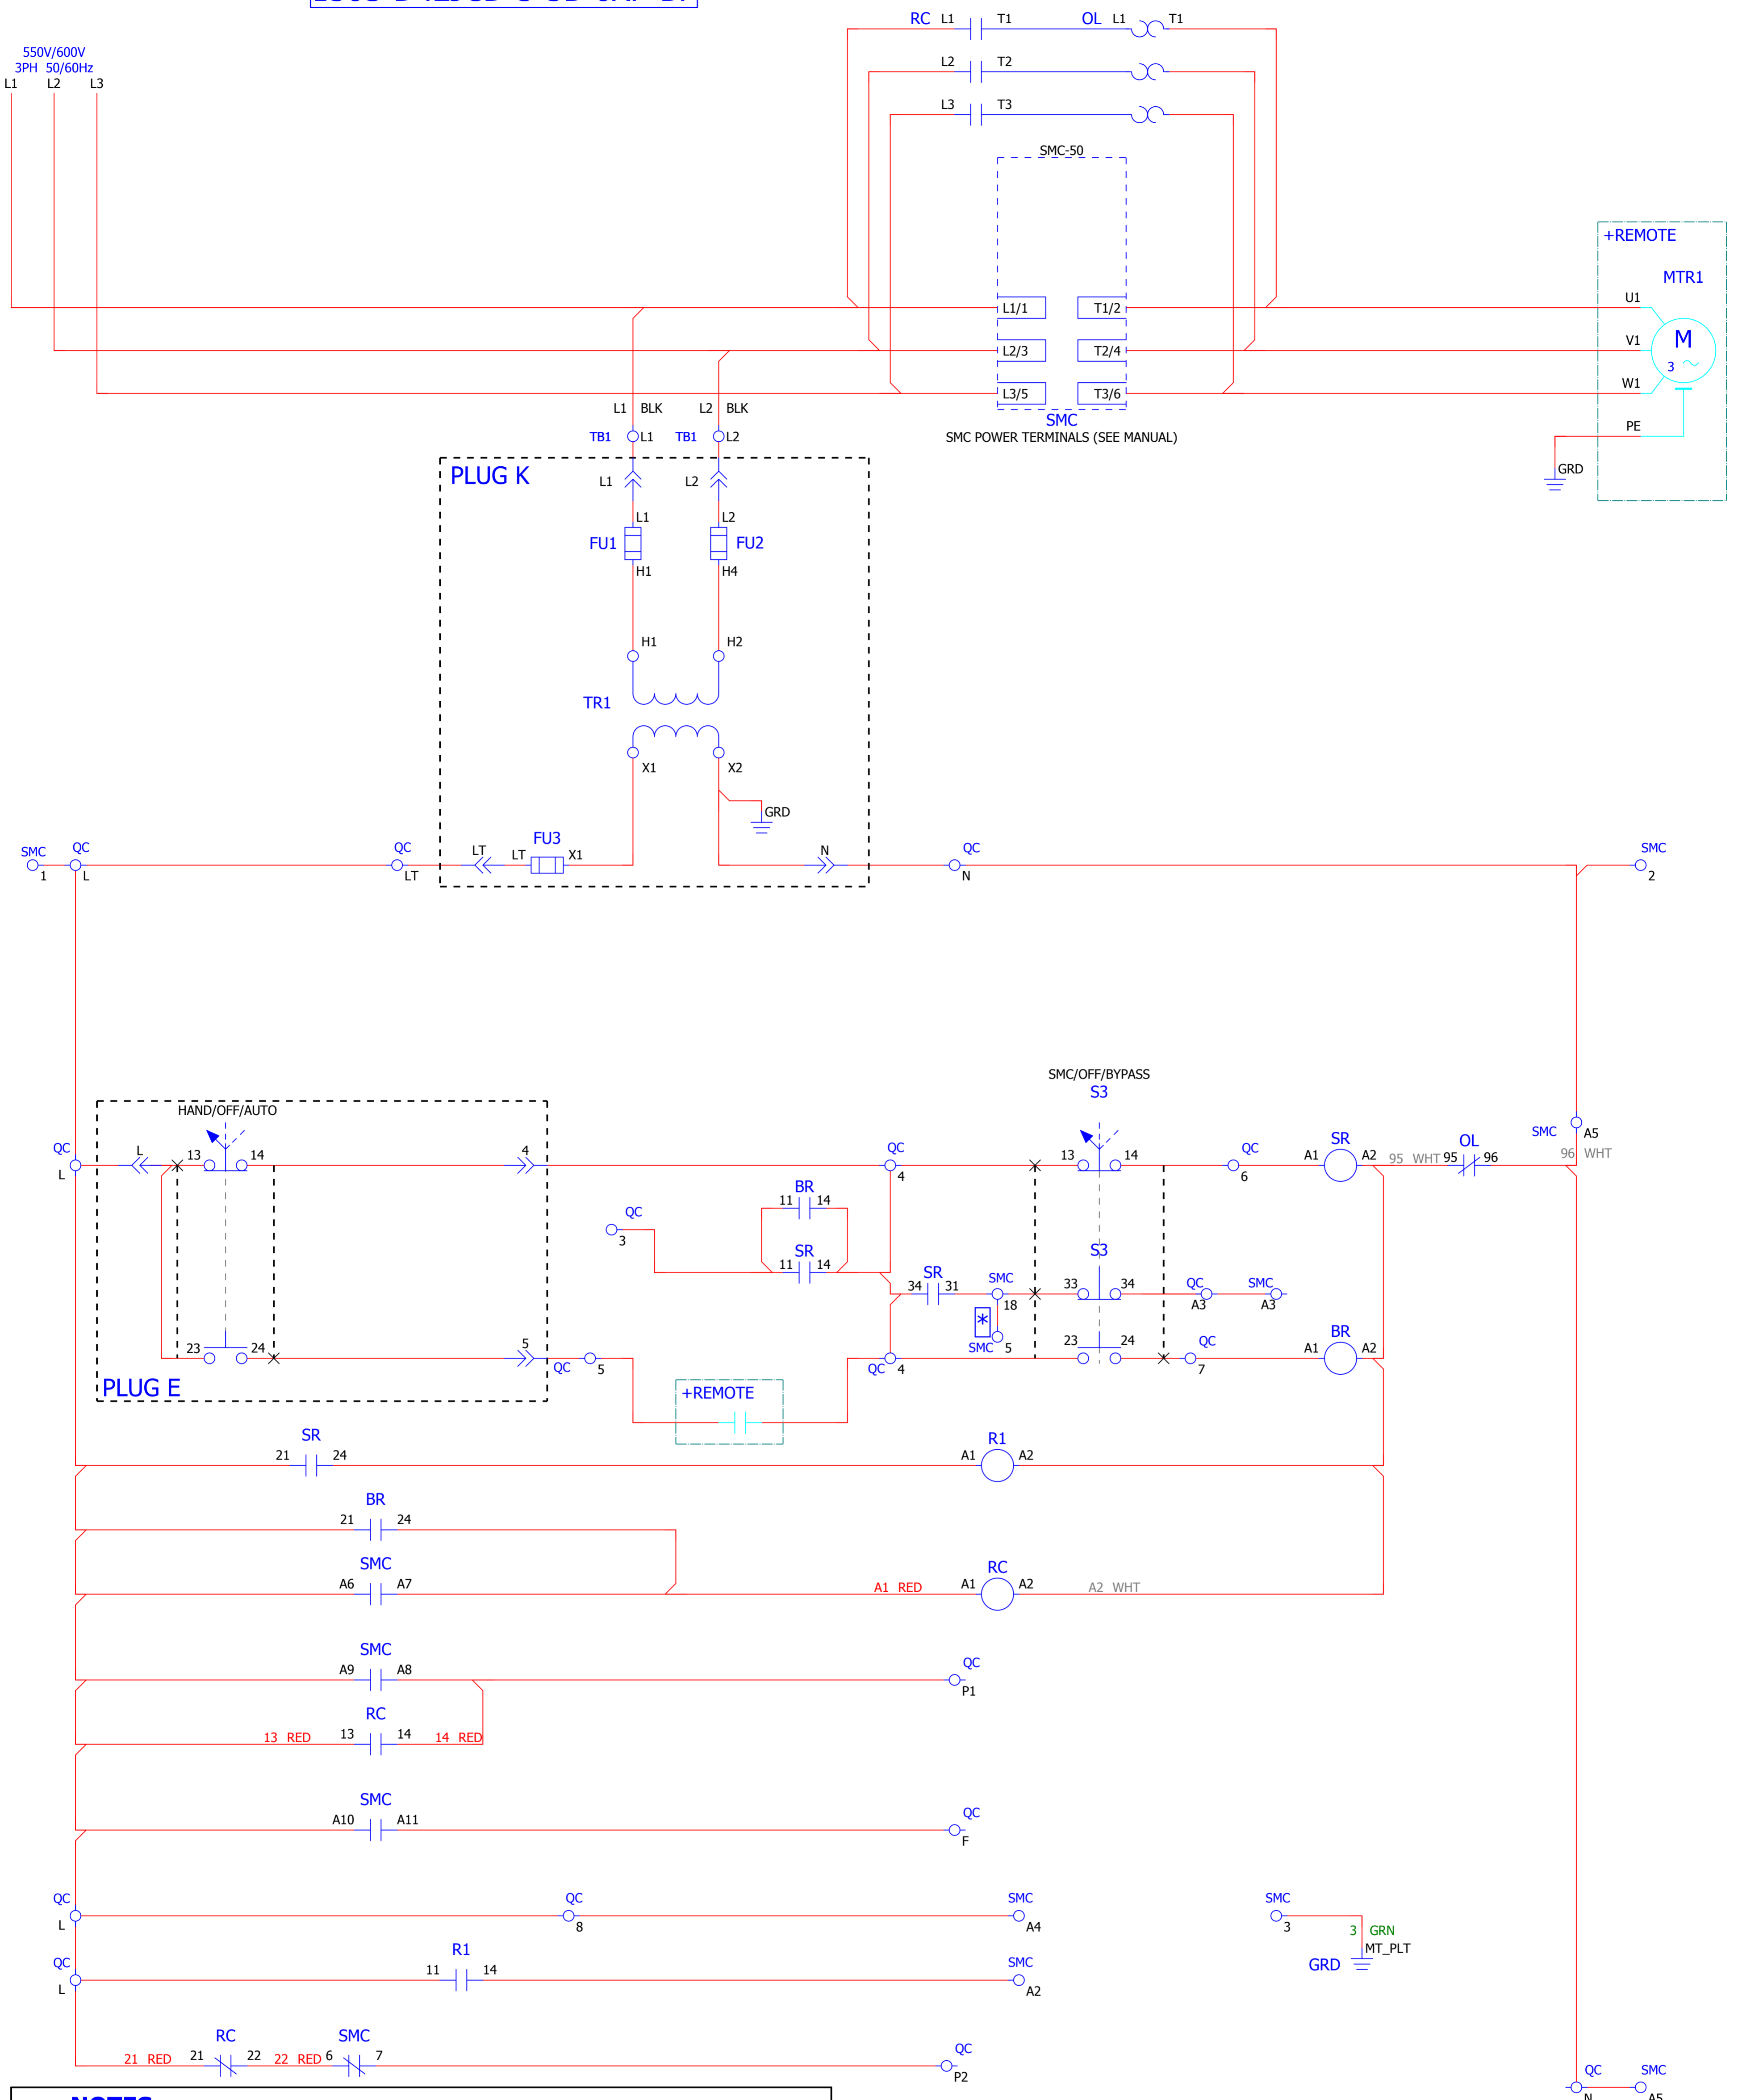 RC L1 T1 OL L1 T1
550V/600V
3PH 50/60Hz
L1 L2 L3
L2 T2
L3 T3
SMC-50
+REMOTE
MTR1
L1/1 T1/2 U1
L2/3 T2/4 V1
M
3
L3/5 T3/6 W1
L1 BLK L2 BLK
SMC
SMC POWER TERMINALS (SEE MANUAL)
PE
TB1 L1 TB1 L2
GRD
PLUG K
L1 L2
L1 L2
FU1 FU2
H1 H4
H1 H2
TR1
X1 X2
GRD
SMC QC QC FU3 QC SMC
LT LT X1 N
1 L LT N 2
SMC/OFF/BYPASS
S3
HAND/OFF/AUTO
SMC A5
QC L 13 14 4 QC 13 14 QC SR OL
A1 A2 95 WHT 95 96 96 WHT
L 4 6
BR
11 14
QC
3
SR
11 14
S3
SR
34 31 SMC 33 34 QC SMC
18 A3 A3
*
SMC 5
23 24 5 QC 5 QC 4 23 24 QC 7 BR A1 A2
PLUG E
+REMOTE
SR R1
21 24 A1 A2
BR
21 24
SMC RC
A6 A7 A1 RED A1 A2 A2 WHT
SMC
A9 A8 QC
P1
RC
13 RED 13 14 14 RED
SMC
A10 A11 QC
F
QC QC SMC SMC
L 8 A4 3
3 GRN
MT_PLT
GRD
QC R1 SMC
L 11 14 A2
RC SMC
21 RED 21 22 22 RED 6 7 QC
P2
QC SMC
N A5
NOTES